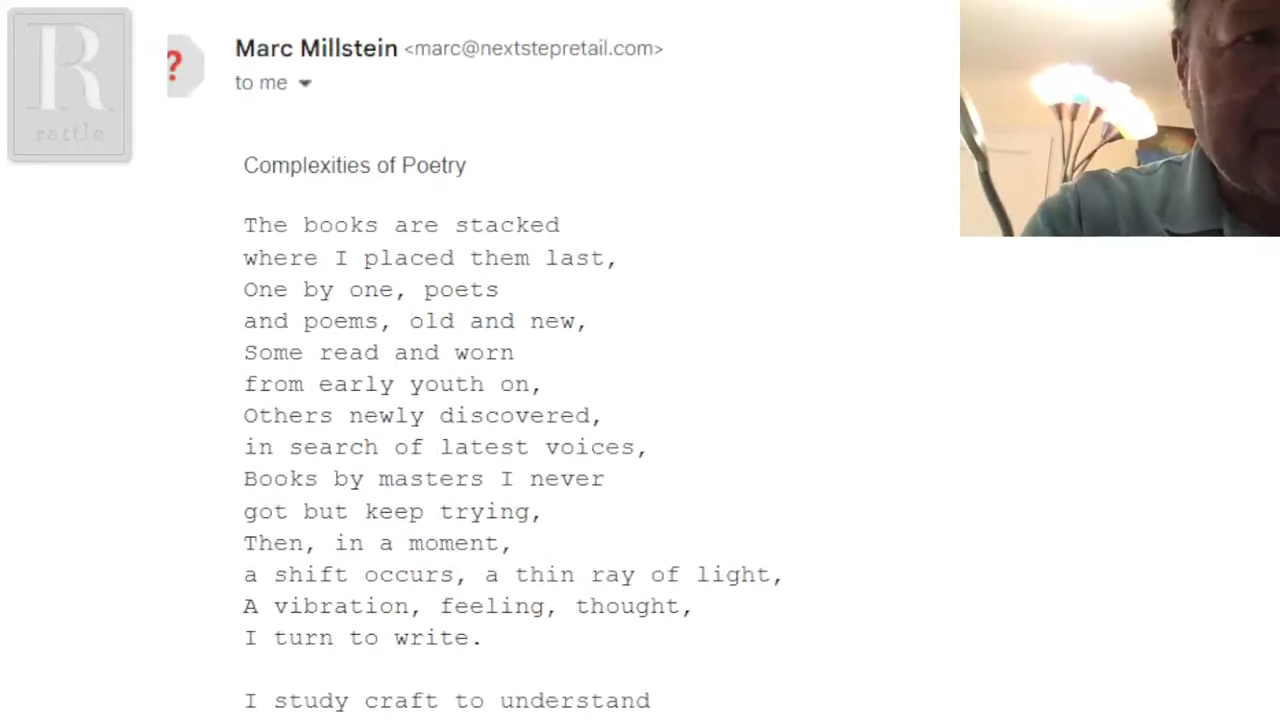 R
rattle
?
Marc Millstein <marc@nextstepretail.com>
to me
Complexities of Poetry
The books are stacked
where I placed them last,
One by one, poets
and poems, old and new,
Some read and worn
from early youth on,
Others newly discovered,
in search of latest voices,
Books by masters I never
got but keep trying,
Then, in a moment,
a shift occurs, a thin ray of light,
A vibration, feeling, thought,
I turn to write.
I study craft to understand